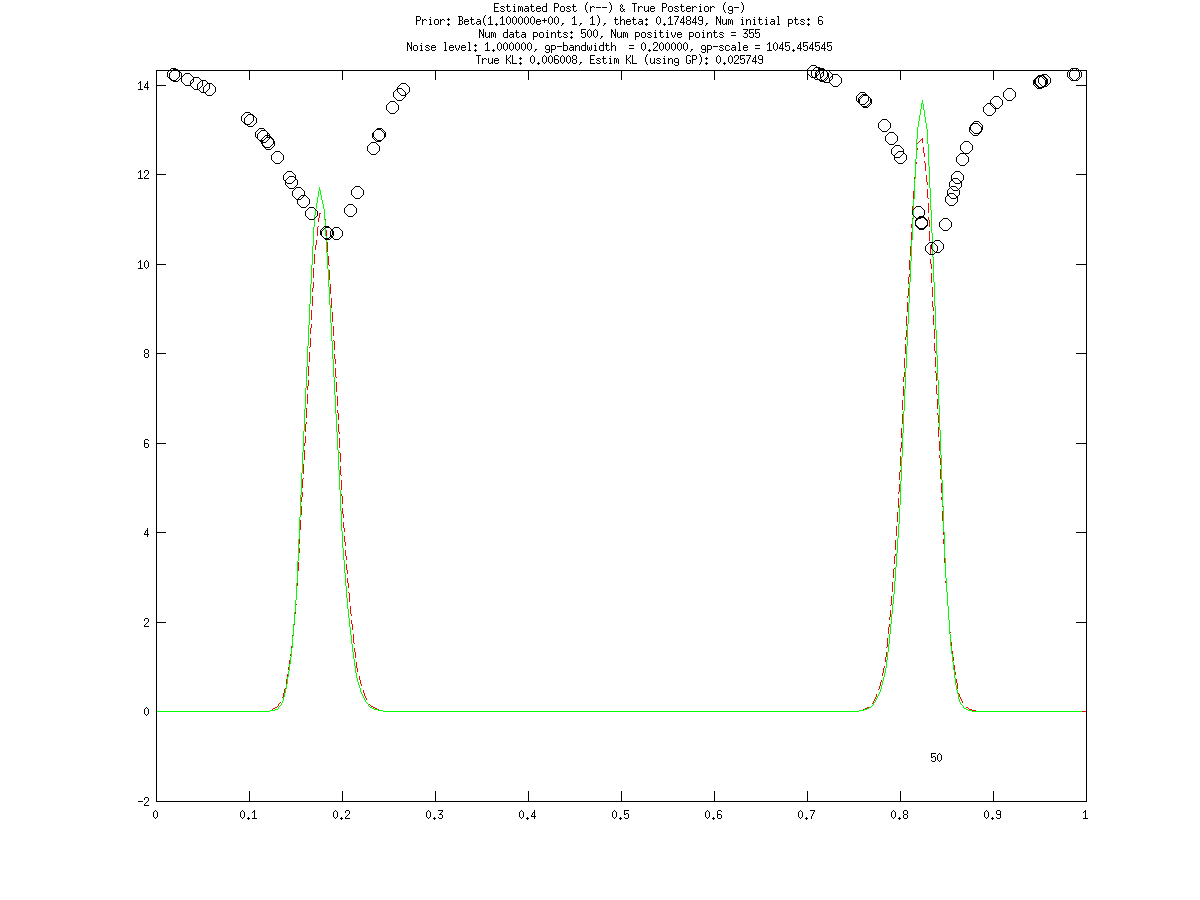 Estimated Post (r--) & True Posterior (g-)
Prior: Beta(1.100000e+00, 1, 1), theta: 0.174849, Num initial pts: 6
Num data points: 500, Num positive points = 355
Noise level: 1.000000, gp-bandwidth  = 0.200000, gp-scale = 1045.454545
True KL: 0.006008, Estim KL (using GP): 0.025749
14
12
10
8
6
4
2
0
50
-2
0 0.1 0.2 0.3 0.4 0.5 0.6 0.7 0.8 0.9 1